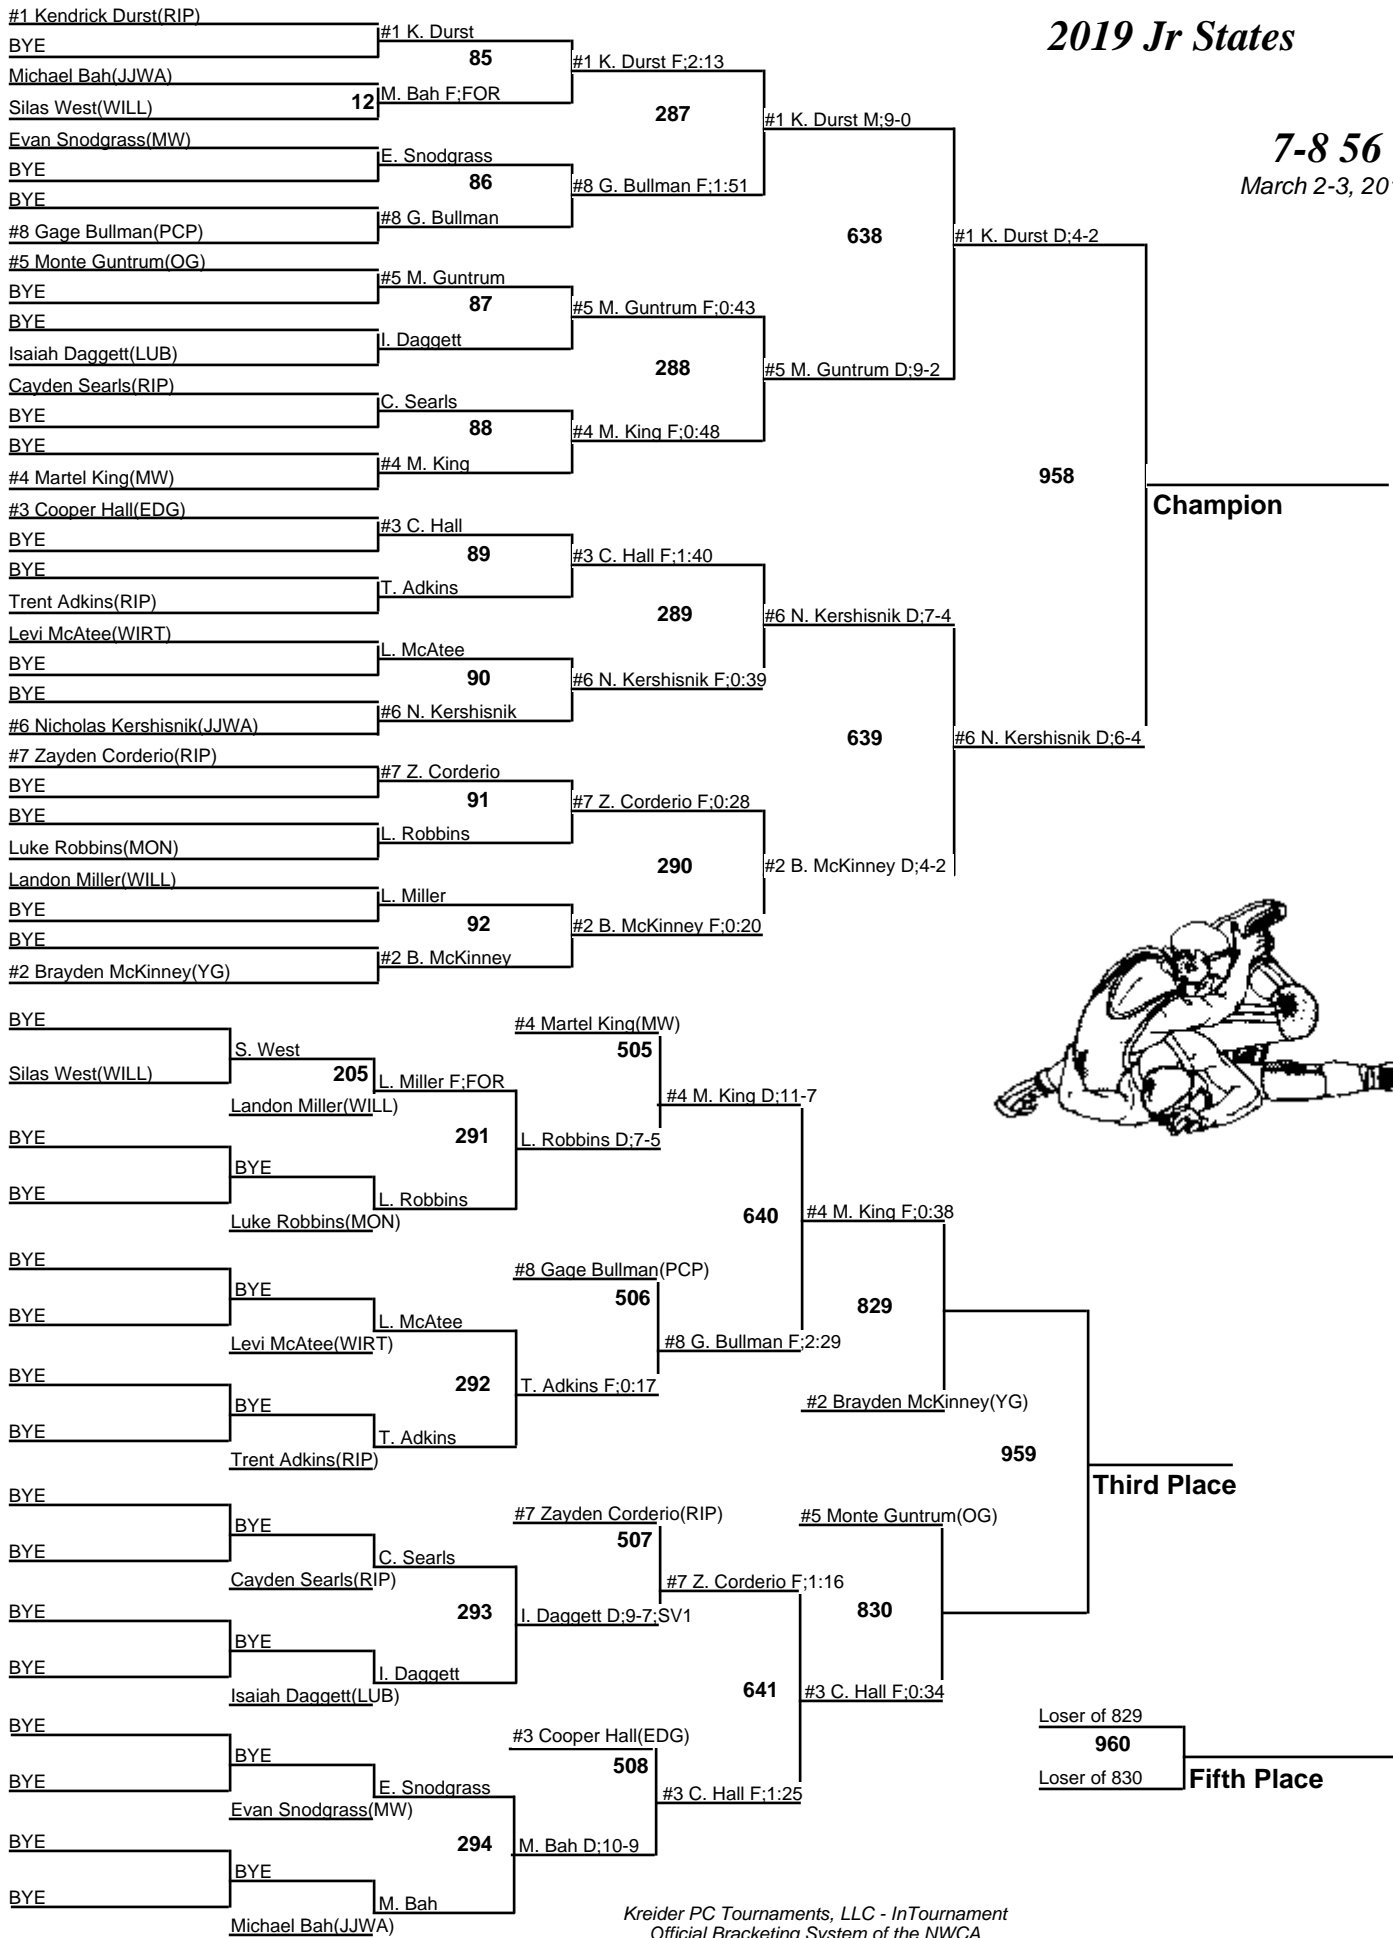 2019 Jr States
7-8 56
March 2-3, 201
#1 Kendrick Durst(RIP)
BYE
Michael Bah(JJWA)
Silas West(WILL)
Evan Snodgrass(MW)
BYE
BYE
#8 Gage Bullman(PCP)
#5 Monte Guntrum(OG)
BYE
BYE
Isaiah Daggett(LUB)
Cayden Searls(RIP)
BYE
BYE
#4 Martel King(MW)
#3 Cooper Hall(EDG)
BYE
BYE
Trent Adkins(RIP)
Levi McAtee(WIRT)
BYE
BYE
#6 Nicholas Kershisnik(JJWA)
#7 Zayden Corderio(RIP)
BYE
BYE
Luke Robbins(MON)
Landon Miller(WILL)
BYE
BYE
#2 Brayden McKinney(YG)
12
#1 K. Durst
85
M. Bah F;FOR
E. Snodgrass
86
#8 G. Bullman
#5 M. Guntrum
87
I. Daggett
C. Searls
88
#4 M. King
#3 C. Hall
89
T. Adkins
L. McAtee
90
#6 N. Kershisnik
#7 Z. Corderio
91
L. Robbins
L. Miller
92
#2 B. McKinney
#1 K. Durst F;2:13
287
#8 G. Bullman F;1:51
#5 M. Guntrum F;0:43
288
#4 M. King F;0:48
#3 C. Hall F;1:40
289
#6 N. Kershisnik F;0:39
#7 Z. Corderio F;0:28
290
#2 B. McKinney F;0:20
#1 K. Durst M;9-0
638
#5 M. Guntrum D;9-2
#6 N. Kershisnik D;7-4
639
#2 B. McKinney D;4-2
#1 K. Durst D;4-2
958
#6 N. Kershisnik D;6-4
Champion
BYE
Silas West(WILL)
BYE
BYE
BYE
BYE
BYE
BYE
BYE
BYE
BYE
BYE
BYE
BYE
BYE
BYE
S. West
205
Landon Miller(WILL)
BYE
Luke Robbins(MON)
BYE
Levi McAtee(WIRT)
BYE
Trent Adkins(RIP)
BYE
Cayden Searls(RIP)
BYE
Isaiah Daggett(LUB)
BYE
Evan Snodgrass(MW)
BYE
Michael Bah(JJWA)
L. Miller F;FOR
291
L. Robbins
L. McAtee
292
T. Adkins
C. Searls
293
I. Daggett
E. Snodgrass
294
M. Bah
#4 Martel King(MW)
505
L. Robbins D;7-5
#8 Gage Bullman(PCP)
506
T. Adkins F;0:17
#7 Zayden Corderio(RIP)
507
I. Daggett D;9-7;SV1
#3 Cooper Hall(EDG)
508
M. Bah D;10-9
#4 M. King D;11-7
640
#8 G. Bullman F;2:29
#7 Z. Corderio F;1:16
641
#3 C. Hall F;1:25
#4 M. King F;0:38
829
#2 Brayden McKinney(YG)
#5 Monte Guntrum(OG)
830
#3 C. Hall F;0:34
959
Third Place
Loser of 829
960
Loser of 830
Fifth Place
Kreider PC Tournaments, LLC - InTournament
Official Bracketing System of the NWCA